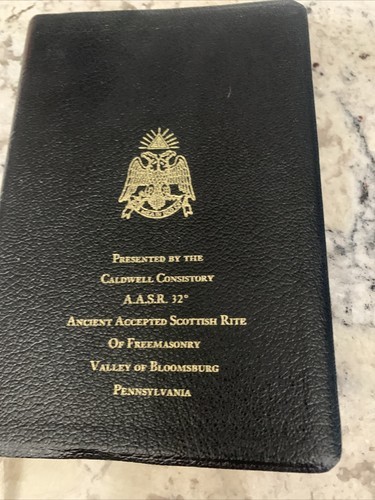 Presented by the
Caldwell Consistory
A.A.S.R. 32°
Ancient Accepted Scottish Rite
Of Freemasonry
Valley of Bloomsburg
Pennsylvania